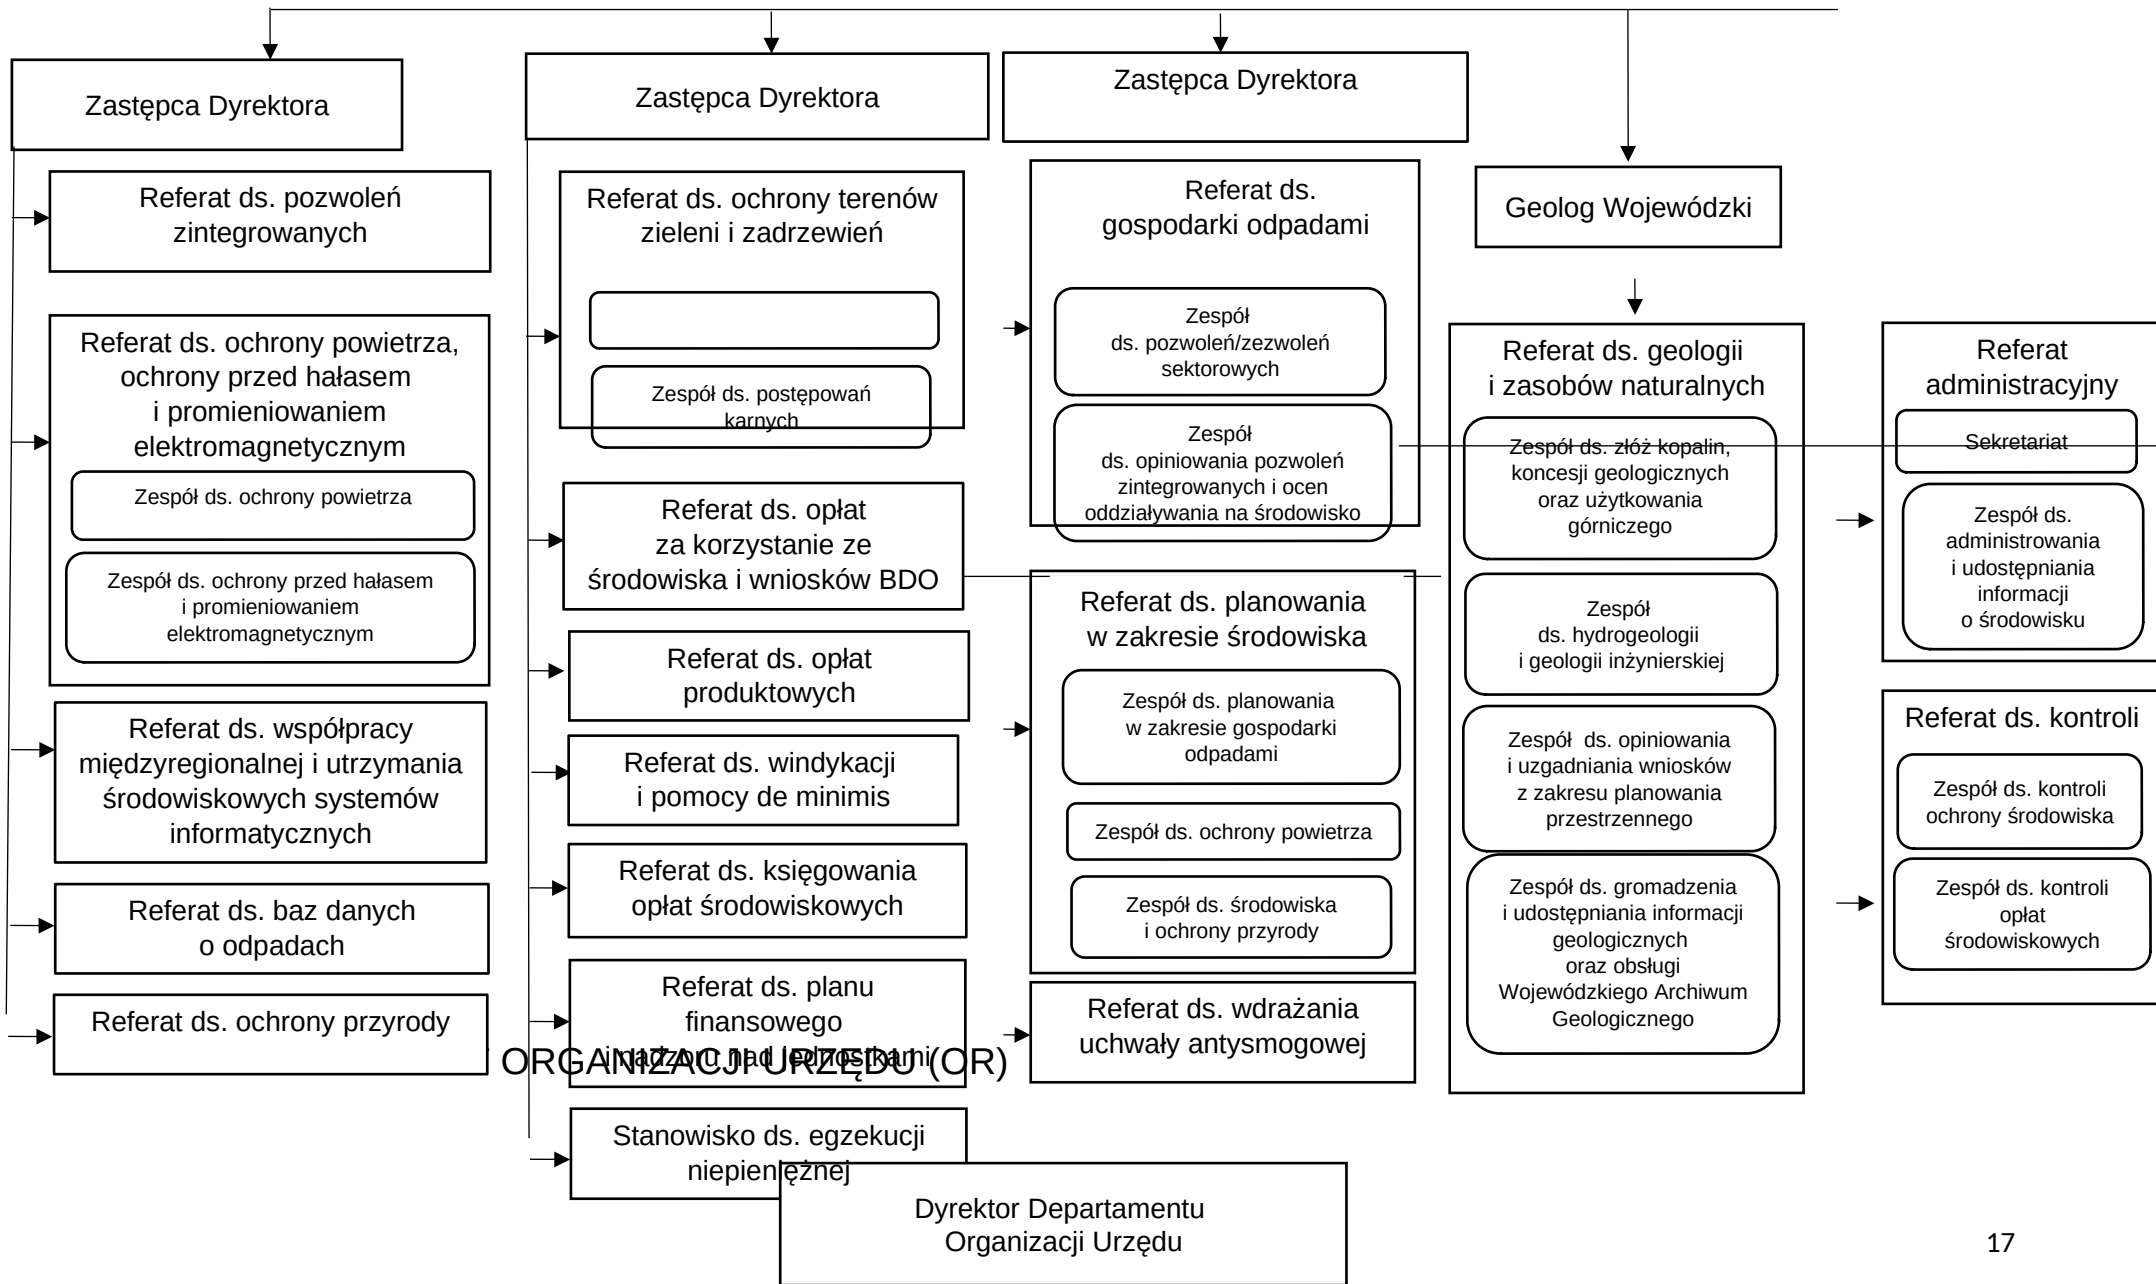 Zastępca Dyrektora
Referat ds. pozwoleń
zintegrowanych
Referat ds. ochrony powietrza,
ochrony przed hałasem
i promieniowaniem
elektromagnetycznym
Zespół ds. ochrony powietrza
Zespół ds. ochrony przed hałasem
i promieniowaniem
elektromagnetycznym
Referat ds. współpracy
międzyregionalnej i utrzymania
środowiskowych systemów
informatycznych
Referat ds. baz danych
o odpadach
Referat ds. ochrony przyrody
Zastępca Dyrektora
Referat ds. ochrony terenów
zieleni i zadrzewień
Zespół ds. postępowań
karnych
Referat ds. opłat
za korzystanie ze
środowiska i wniosków BDO
Referat ds. opłat
produktowych
Referat ds. windykacji
i pomocy de minimis
Referat ds. księgowania
opłat środowiskowych
Referat ds. planu
finansowego
i nadzoru nad jednostkami
Stanowisko ds. egzekucji
niepieniężnej
Zastępca Dyrektora
Referat ds.
gospodarki odpadami
Zespół
ds. pozwoleń/zezwoleń
sektorowych
Zespół
ds. opiniowania pozwoleń
zintegrowanych i ocen
oddziaływania na środowisko
Referat ds. planowania
w zakresie środowiska
Zespół ds. planowania
w zakresie gospodarki
odpadami
Zespół ds. ochrony powietrza
Zespół ds. środowiska
i ochrony przyrody
Referat ds. wdrażania
uchwały antysmogowej
Geolog Wojewódzki
Referat ds. geologii
i zasobów naturalnych
Zespół ds. złóż kopalin,
koncesji geologicznych
oraz użytkowania
górniczego
Zespół
ds. hydrogeologii
i geologii inżynierskiej
Zespół  ds. opiniowania
i uzgadniania wniosków
z zakresu planowania
przestrzennego
Zespół ds. gromadzenia
i udostępniania informacji
geologicznych
oraz obsługi
Wojewódzkiego Archiwum
Geologicznego
Referat
administracyjny
Sekretariat
Zespół ds.
administrowania
i udostępniania
informacji
o środowisku
Referat ds. kontroli
Zespół ds. kontroli
ochrony środowiska
Zespół ds. kontroli
opłat
środowiskowych
ORGANIZACJI URZĘDU (OR)
Dyrektor Departamentu
Organizacji Urzędu
17